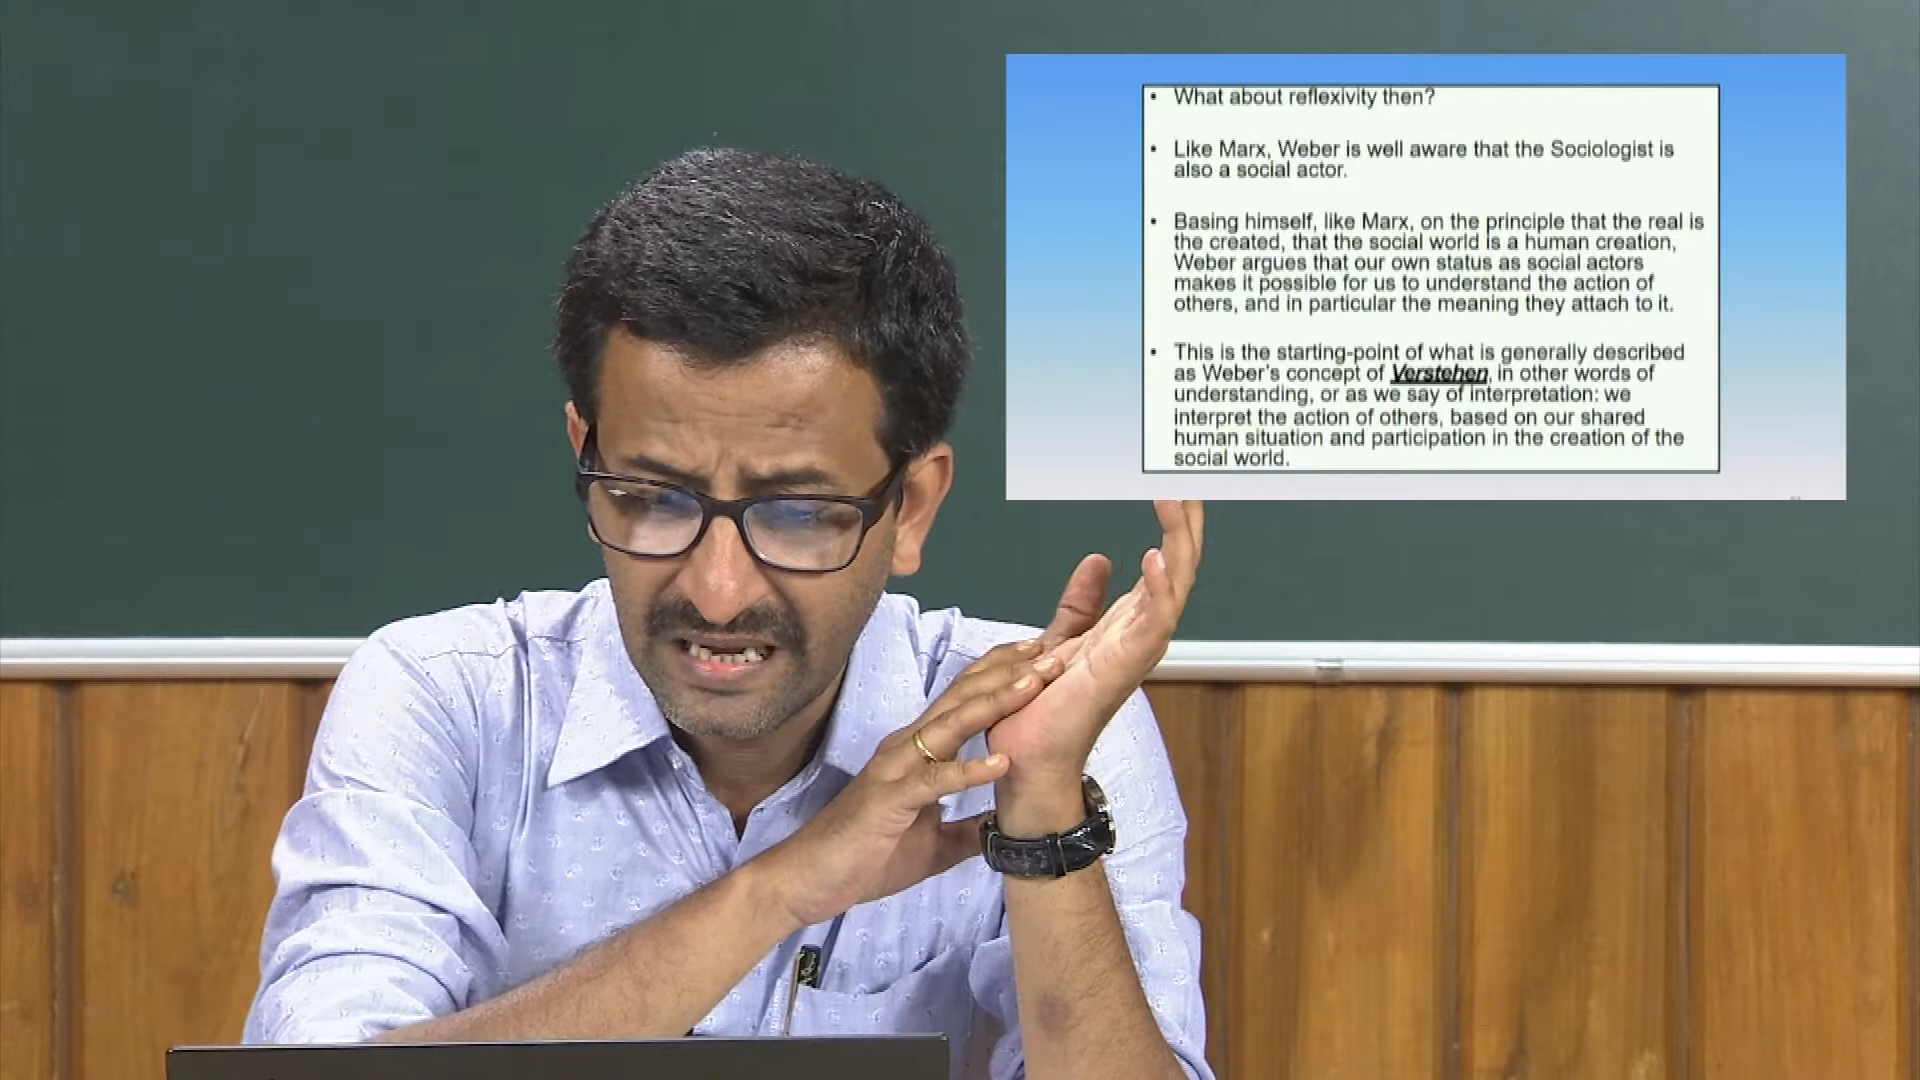 • What about reflexivity then?
• Like Marx, Weber is well aware that the Sociologist is
also a social actor.
• Basing himself, like Marx, on the principle that the real is
the created, that the social world is a human creation,
Weber argues that our own status as social actors
makes it possible for us to understand the action of
others, and in particular the meaning they attach to it.
• This is the starting-point of what is generally described
as Weber's concept of Verstehen, in other words of
understanding, or as we say of interpretation: we
interpret the action of others, based on our shared
human situation and participation in the creation of the
social world.